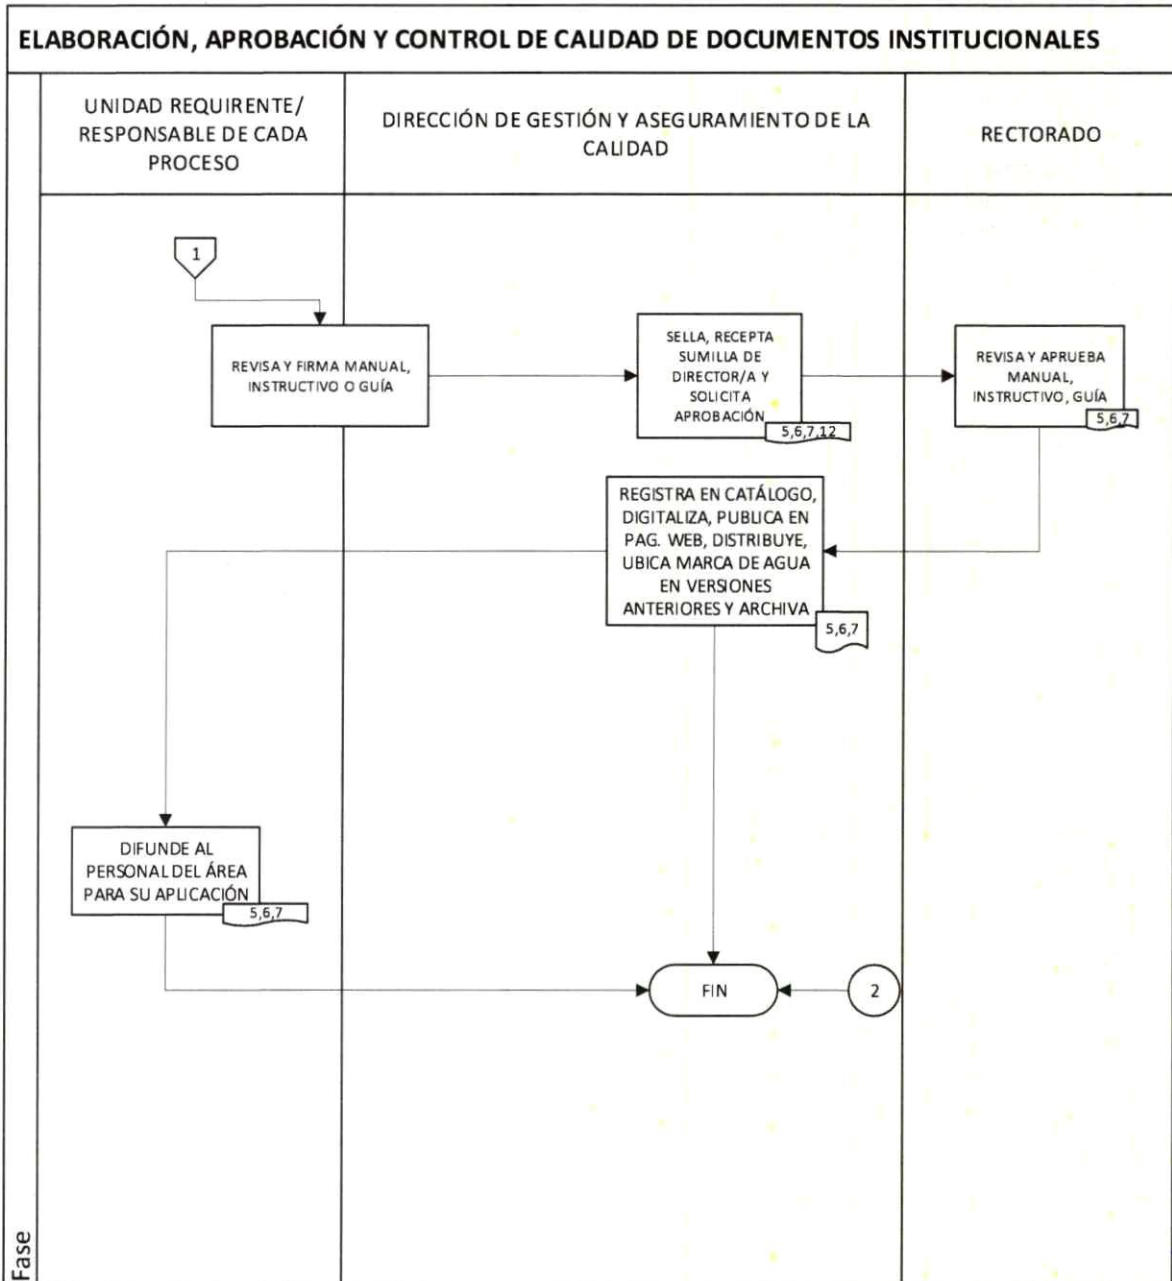 ELABORACIÓN, APROBACIÓN Y CONTROL DE CALIDAD DE DOCUMENTOS INSTITUCIONALES
UNIDAD REQUIRENTE/
RESPONSABLE DE CADA
PROCESO
DIRECCIÓN DE GESTIÓN Y ASEGURAMIENTO DE LA
CALIDAD
RECTORADO
1
REVISA Y FIRMA MANUAL,
INSTRUCTIVO O GUÍA
SELLA, RECEPTA
SUMILLA DE
DIRECTOR/A Y
SOLICITA
APROBACIÓN
5,6,7,12
REVISA Y APRUEBA
MANUAL,
INSTRUCTIVO, GUÍA
5,6,7
REGISTRA EN CATÁLOGO,
DIGITALIZA, PUBLICA EN
PAG. WEB, DISTRIBUYE,
UBICA MARCA DE AGUA
EN VERSIONES
ANTERIORES Y ARCHIVA
5,6,7
DIFUNDE AL
PERSONAL DEL ÁREA
PARA SU APLICACIÓN
5,6,7
FIN
2
Fase